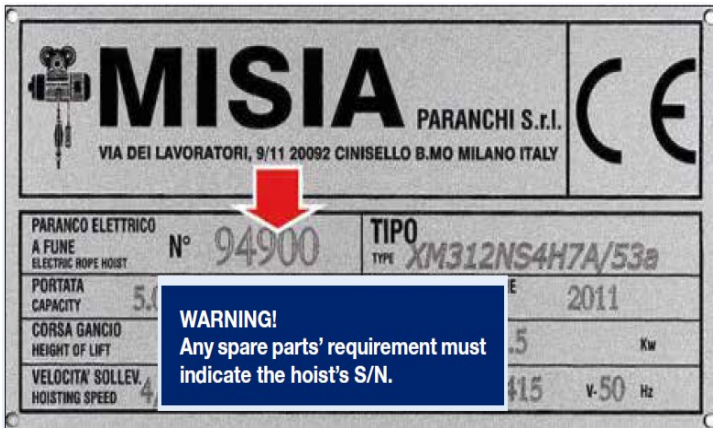 MISIA PARANCHI S.r.l.
CE
VIA DEI LAVORATORI, 9/11 20092 CINISELLO B.MO MILANO ITALY
PARANCO ELETTRICO
A FUNE
ELECTRIC ROPE HOIST
N° 94900
TIPO
TYPE XM312NS4H7A/53a
PORTATA
CAPACITY
2011
CORSA GANCIO
HEIGHT OF LIFT
.5 Kw
VELOCITA' SOLLEV.
HOISTING SPEED
415 V-50 Hz
WARNING!
Any spare parts' requirement must
indicate the hoist's S/N.